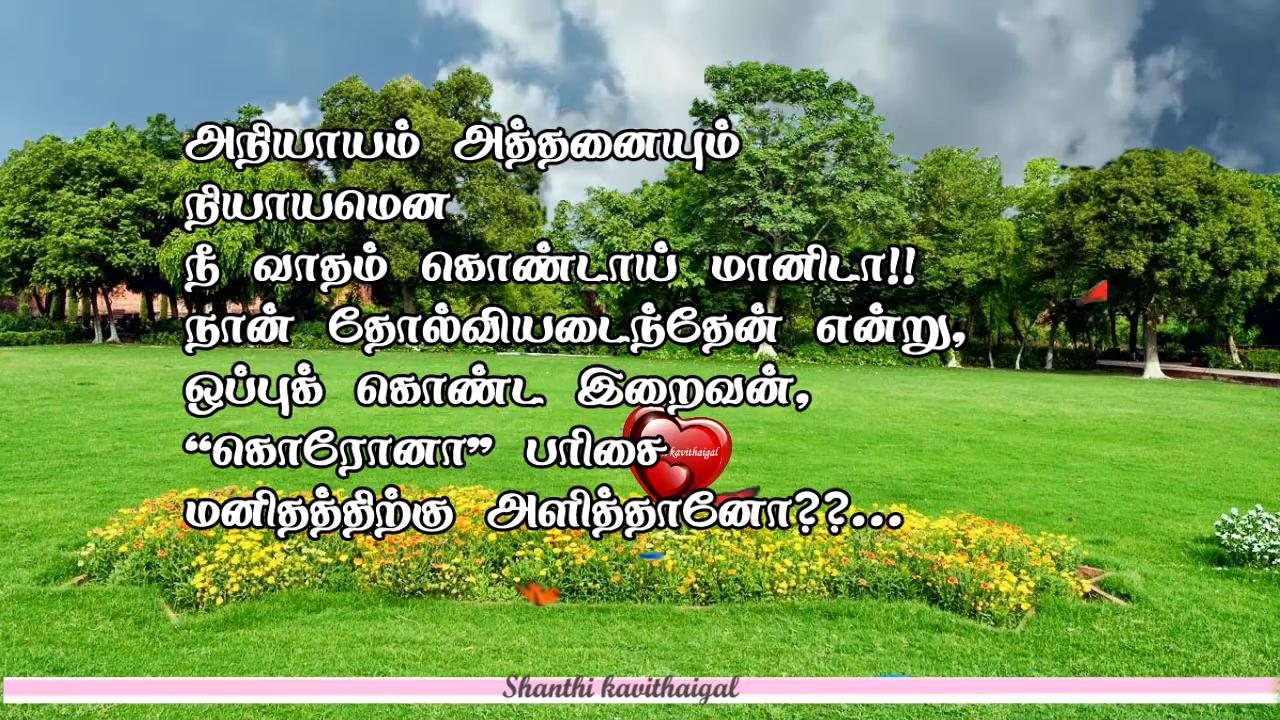 அநியாயம் அத்தனையும்
நியாயமென
நீ வாதம் கொண்டாய் மானிடா!!
நான் தோல்வியடைந்தேன் என்று,
ஒப்புக் கொண்ட இறைவன்,
“கொரோனா” பரிசை
kavithaigal
மனிதத்திற்கு அளித்தானோ??...
Shanthi kavithaigal